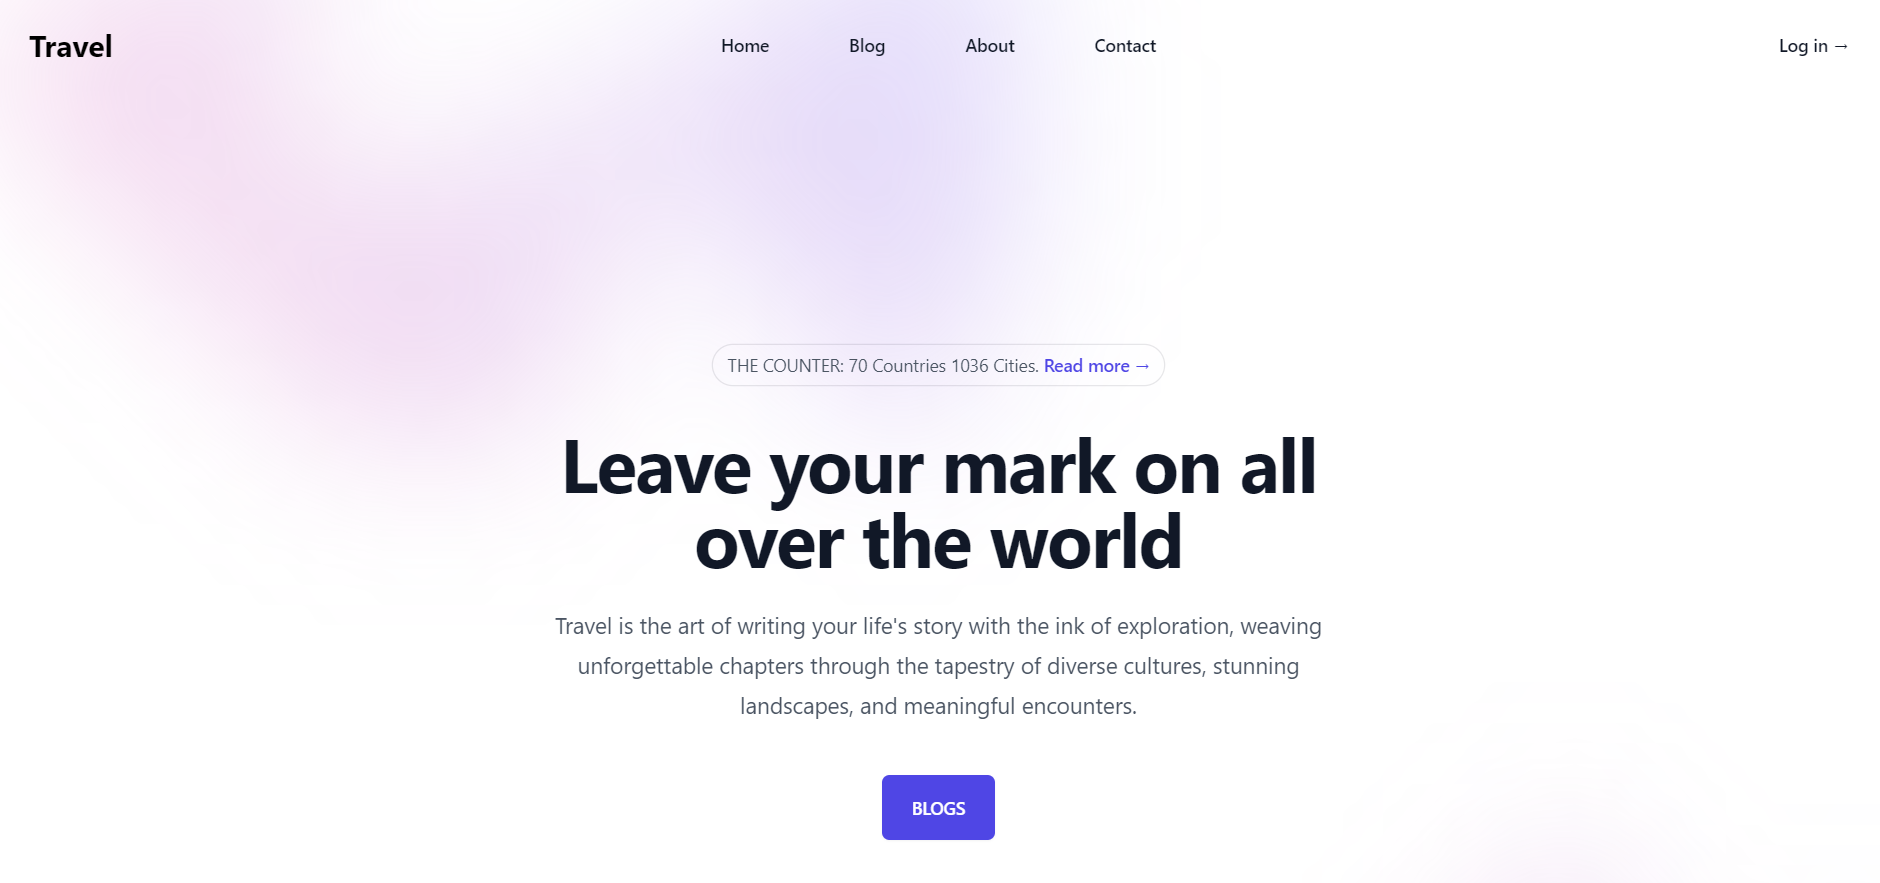 Travel
Home
Blog
About
Contact
Log in →
THE COUNTER: 70 Countries 1036 Cities. Read more →
Leave your mark on all
over the world
Travel is the art of writing your life's story with the ink of exploration, weaving
unforgettable chapters through the tapestry of diverse cultures, stunning
landscapes, and meaningful encounters.
BLOGS